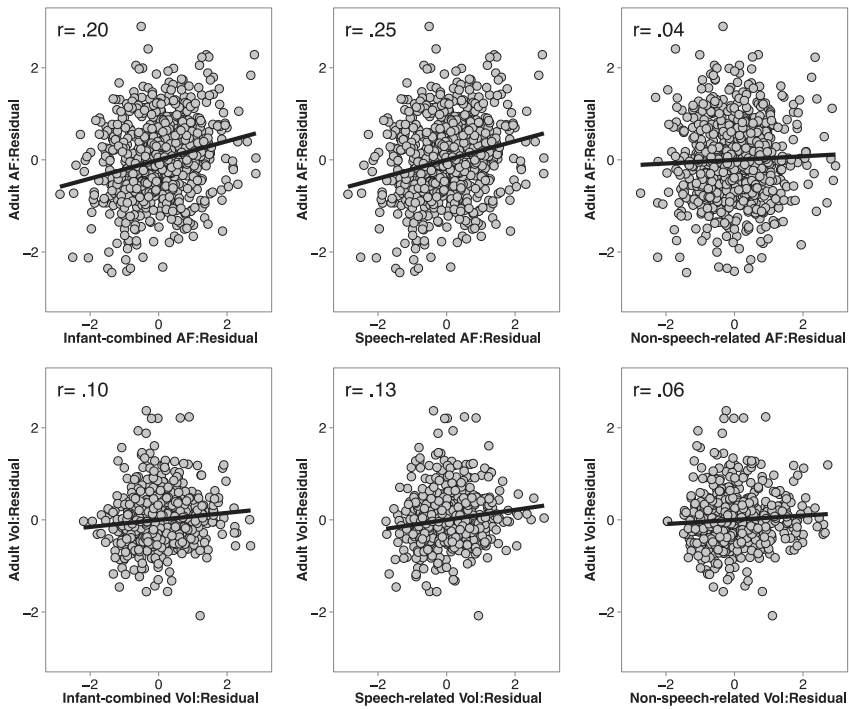 r= .20
r= .25
r= .04
Adult AF:Residual
2
0
−2
−2 0 2
Infant-combined AF:Residual
Adult AF:Residual
2
0
−2
−2 0 2
Speech-related AF:Residual
Adult AF:Residual
2
0
−2
−2 0 2
Non-speech-related AF:Residual
r= .10
r= .13
r= .06
Adult Vol:Residual
2
0
−2
−2 0 2
Infant-combined Vol:Residual
Adult Vol:Residual
2
0
−2
−2 0 2
Speech-related Vol:Residual
Adult Vol:Residual
2
0
−2
−2 0 2
Non-speech-related Vol:Residual